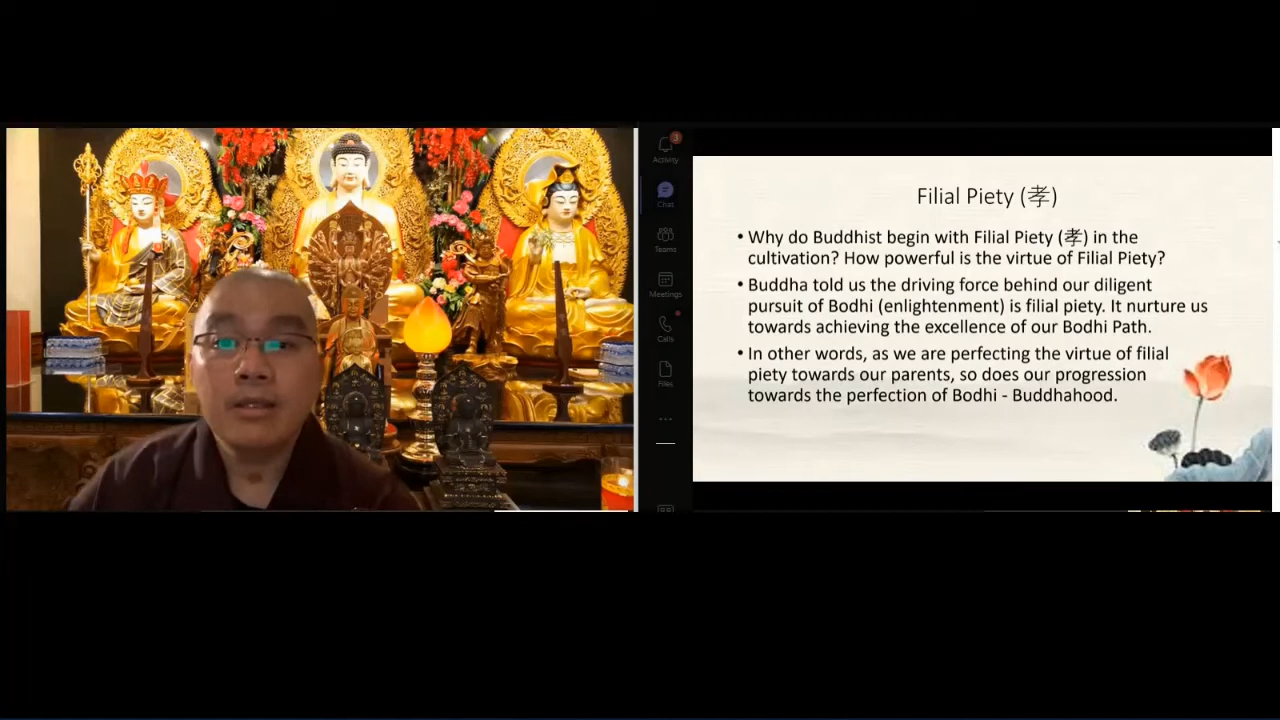 Activity
3
Chat
Teams
Meetings
Calls
Files
Filial Piety (孝)
• Why do Buddhist begin with Filial Piety (孝) in the
cultivation? How powerful is the virtue of Filial Piety?
• Buddha told us the driving force behind our diligent
pursuit of Bodhi (enlightenment) is filial piety. It nurture us
towards achieving the excellence of our Bodhi Path.
• In other words, as we are perfecting the virtue of filial
piety towards our parents, so does our progression
towards the perfection of Bodhi - Buddhahood.